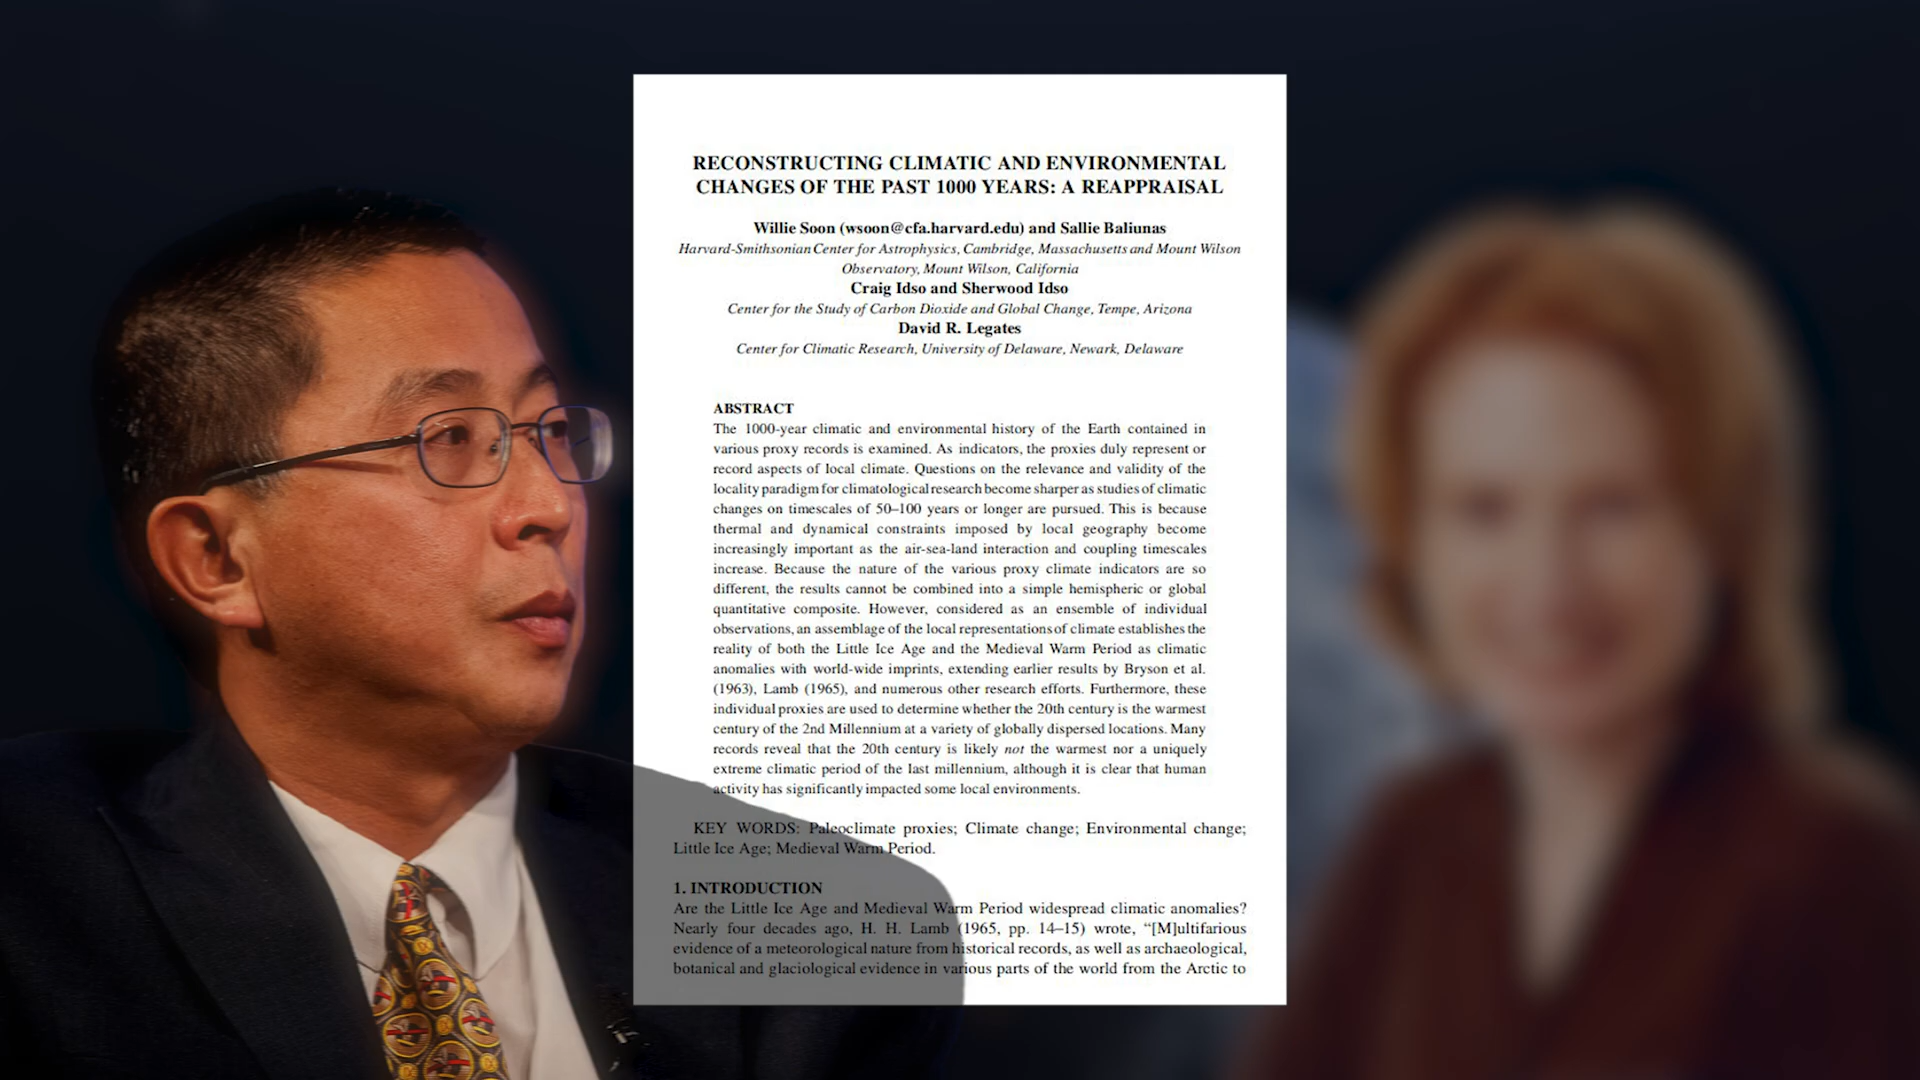 RECONSTRUCTING CLIMATIC AND ENVIRONMENTAL
CHANGES OF THE PAST 1000 YEARS: A REAPPRAISAL
Willie Soon (wsoon@cfa.harvard.edu) and Sallie Baliunas
Harvard-Smithsonian Center for Astrophysics, Cambridge, Massachusetts and Mount Wilson
Observatory, Mount Wilson, California
Craig Idso and Sherwood Idso
Center for the Study of Carbon Dioxide and Global Change, Tempe, Arizona
David R. Legates
Center for Climatic Research, University of Delaware, Newark, Delaware
ABSTRACT
The 1000-year climatic and environmental history of the Earth contained in
various proxy records is examined. As indicators, the proxies duly represent or
record aspects of local climate. Questions on the relevance and validity of the
locality paradigm for climatological research become sharper as studies of climatic
changes on timescales of 50–100 years or longer are pursued. This is because
thermal and dynamical constraints imposed by local geography become
increasingly important as the air-sea-land interaction and coupling timescales
increase. Because the nature of the various proxy climate indicators are so
different, the results cannot be combined into a simple hemispheric or global
quantitative composite. However, considered as an ensemble of individual
observations, an assemblage of the local representations of climate establishes the
reality of both the Little Ice Age and the Medieval Warm Period as climatic
anomalies with world-wide imprints, extending earlier results by Bryson et al.
(1963), Lamb (1965), and numerous other research efforts. Furthermore, these
individual proxies are used to determine whether the 20th century is the warmest
century of the 2nd Millennium at a variety of globally dispersed locations. Many
records reveal that the 20th century is likely not the warmest nor a uniquely
extreme climatic period of the last millennium, although it is clear that human
activity has significantly impacted some local environments.
KEY WORDS: Paleoclimate proxies; Climate change; Environmental change;
Little Ice Age; Medieval Warm Period.
1. INTRODUCTION
Are the Little Ice Age and Medieval Warm Period widespread climatic anomalies?
Nearly four decades ago, H. H. Lamb (1965, pp. 14–15) wrote, “[M]ultifarious
evidence of a meteorological nature from historical records, as well as archaeological,
botanical and glaciological evidence in various parts of the world from the Arctic to